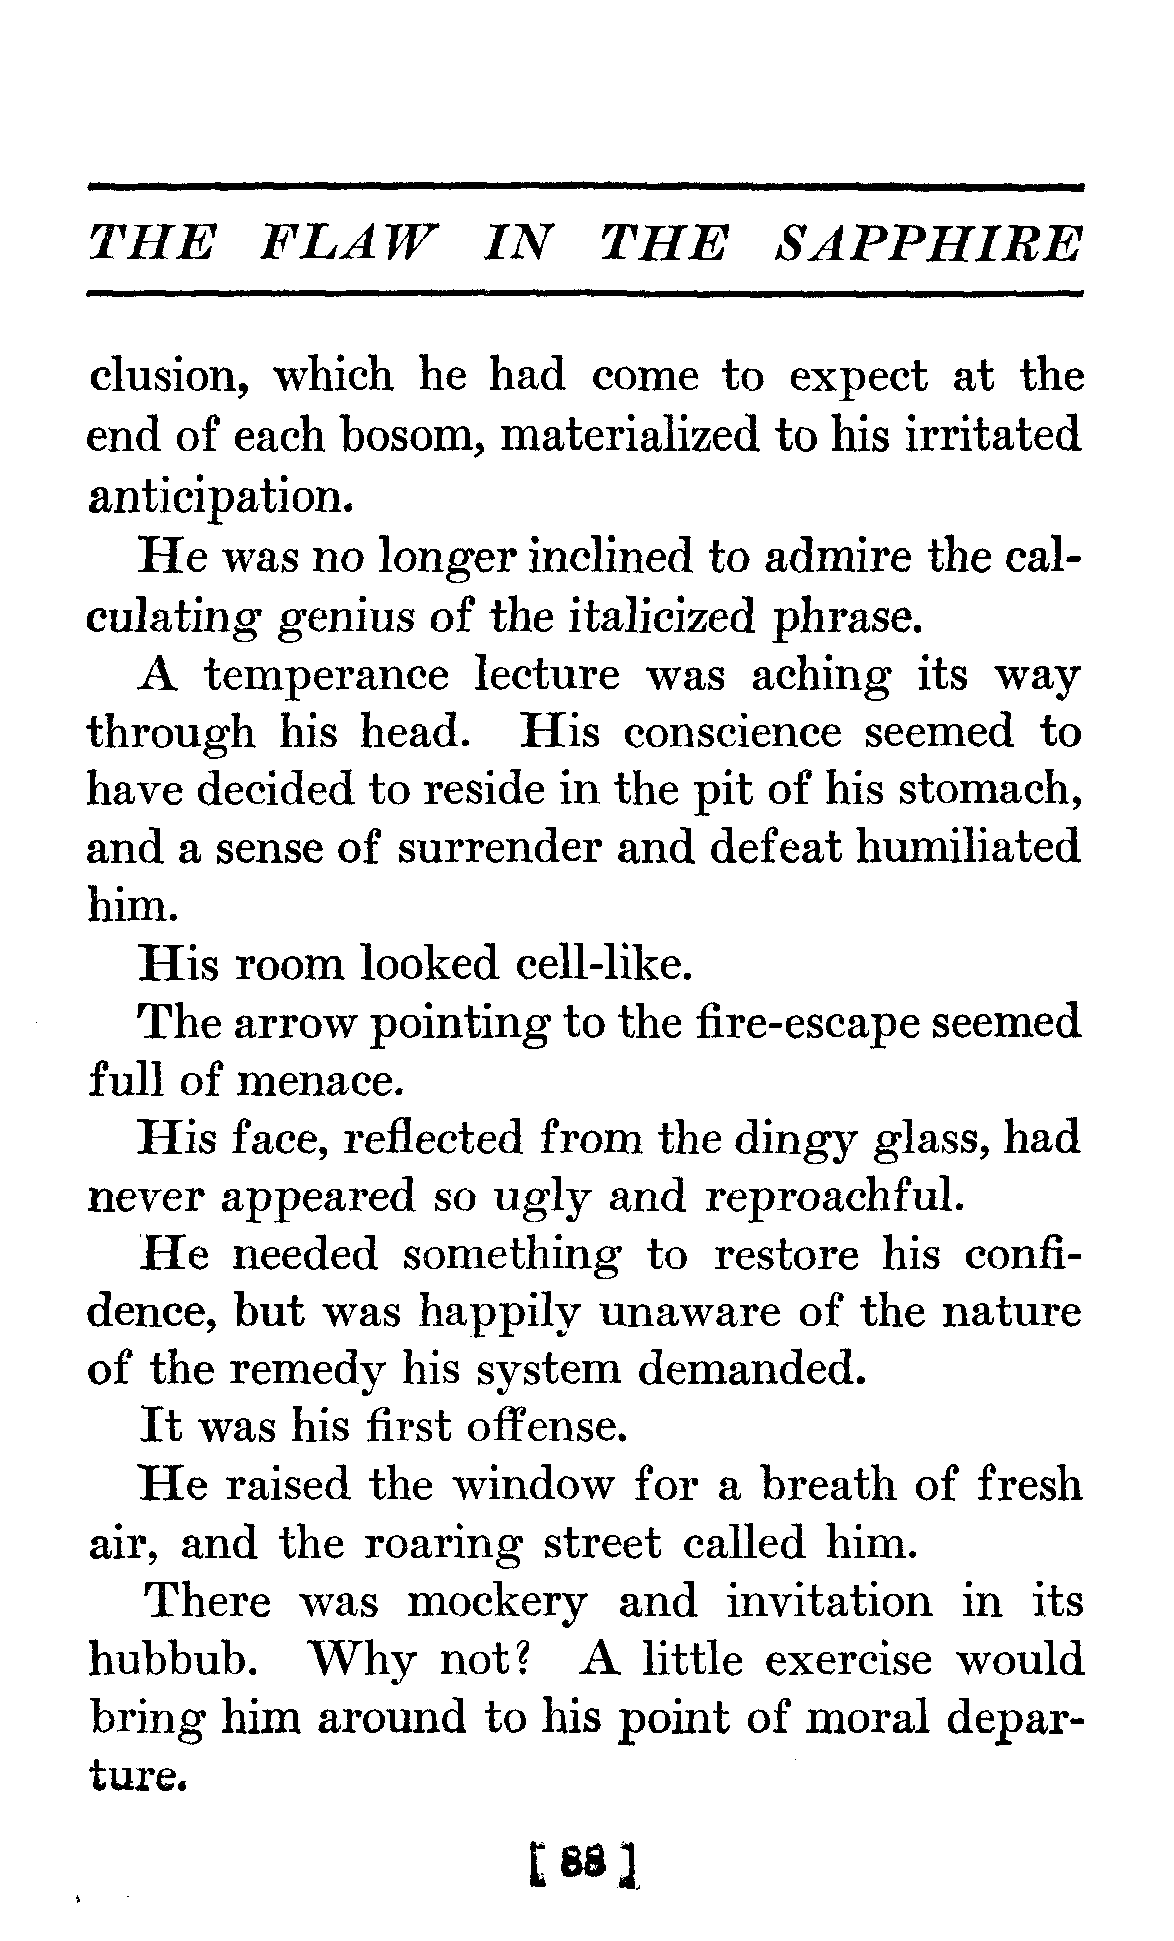 THE FLAW IN THE SAPPHIRE
clusion, which he had come to expect at the
end of each bosom, materialized to his irritated
anticipation.
He was no longer inclined to admire the cal-
culating genius of the italicized phrase.
A temperance lecture was aching its way
through his head. His conscience seemed to
have decided to reside in the pit of his stomach,
and a sense of surrender and defeat humiliated
him.
His room looked cell-like.
The arrow pointing to the fire-escape seemed
full of menace.
His face, reflected from the dingy glass, had
never appeared so ugly and reproachful.
He needed something to restore his confi-
dence, but was happily unaware of the nature
of the remedy his system demanded.
It was his first offense.
He raised the window for a breath of fresh
air, and the roaring street called him.
There was mockery and invitation in its
hubbub. Why not? A little exercise would
bring him around to his point of moral depar-
ture.
[ 88 ]